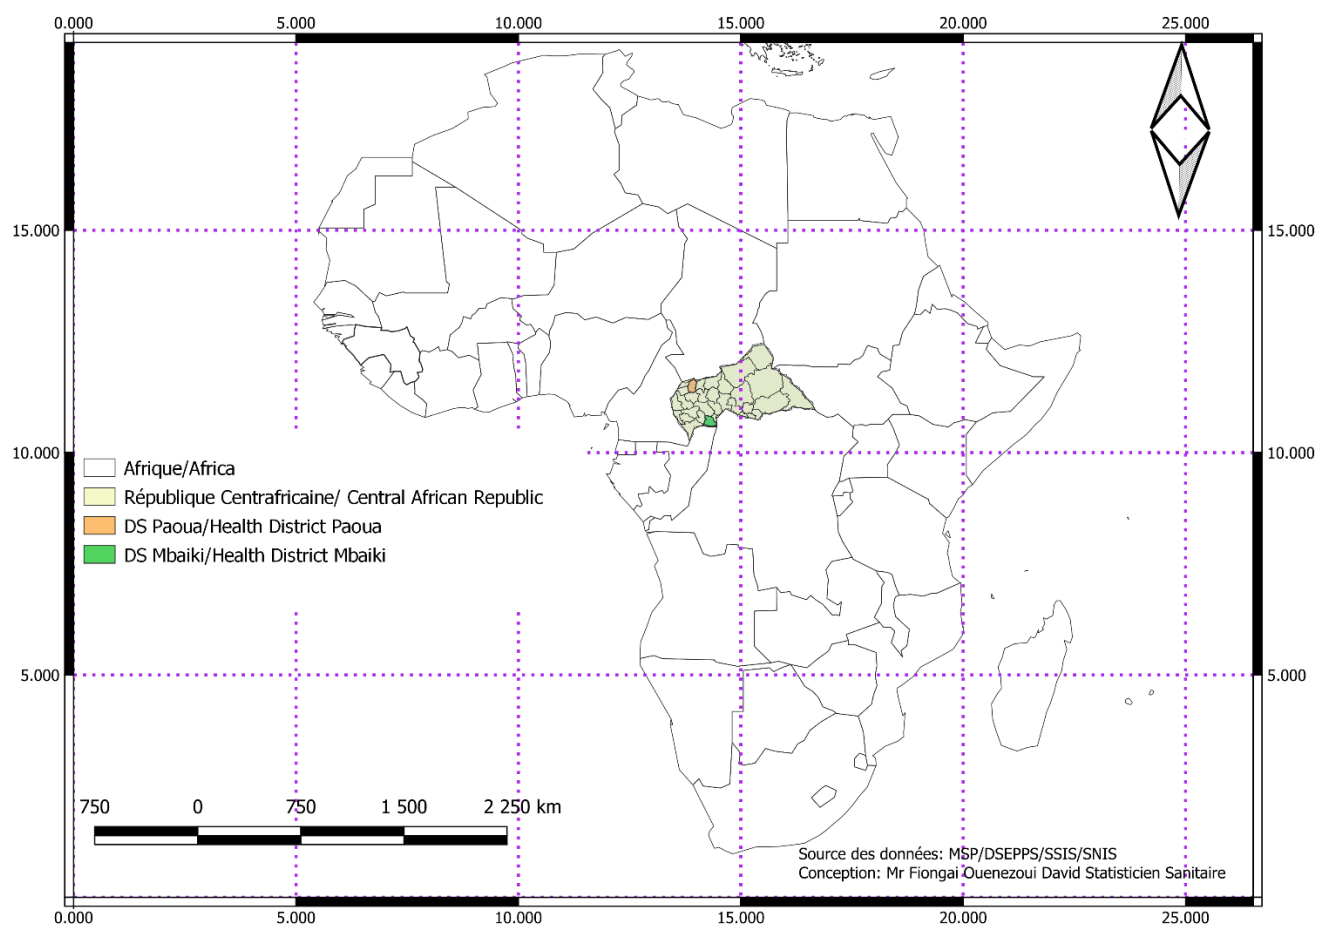 0.000 5.000 10.000 15.000 20.000 25.000
15.000 15.000
10.000 10.000
Afrique/Africa
République Centrafricaine/ Central African Republic
DS Paoua/Health District Paoua
DS Mbaiki/Health District Mbaiki
5.000 5.000
750 0 750 1 500 2 250 km
Source des données: MSP/DSEPPS/SSIS/SNIS
Conception: Mr Fiongai Ouenezoui David Statisticien Sanitaire
0.000 5.000 10.000 15.000 20.000 25.000